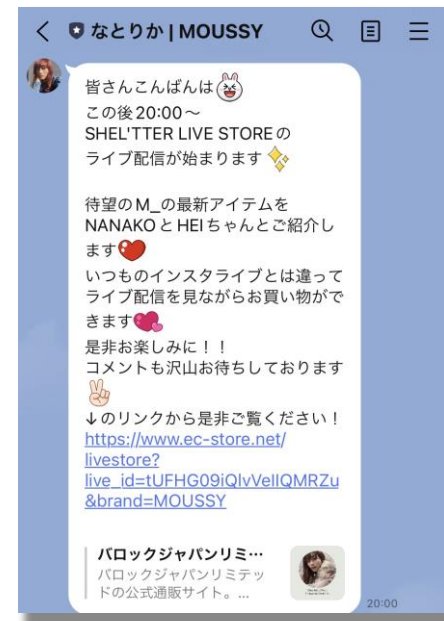 なとりか | MOUSSY
皆さんこんばんは
この後20:00～
SHEL'TTER LIVE STOREの
ライブ配信が始まります
待望のM_の最新アイテムを
NANAKOとHEIちゃんとご紹介し
ます
いつものインスタライブとは違って
ライブ配信を見ながらお買い物がで
きます
是非お楽しみに！！
コメントも沢山お待ちしております
↓のリンクから是非ご覧ください！
https://www.ec-store.net/
livestore?
live_id=tUFHG09iQlvVelIQMRZu
&brand=MOUSSY
バロックジャパンリミ…
バロックジャパンリミテッ
ドの公式通販サイト。...
20:00